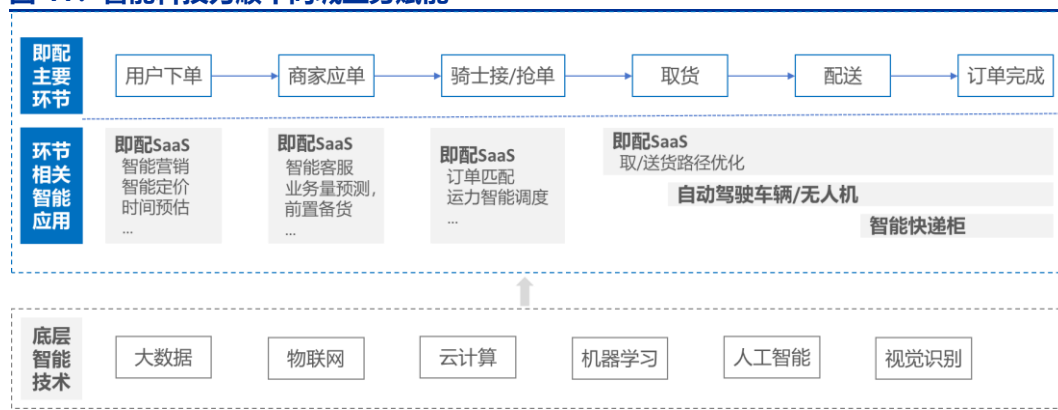 即配
主要
环节
用户下单
商家应单
骑士接/抢单
取货
配送
订单完成
环节
相关
智能
应用
即配SaaS
智能营销
智能定价
时间预估
...
即配SaaS
智能客服
业务量预测,
前置备货
...
即配SaaS
订单匹配
运力智能调度
...
即配SaaS
取/送货路径优化
自动驾驶车辆/无人机
智能快递柜
底层
智能
技术
大数据
物联网
云计算
机器学习
人工智能
视觉识别